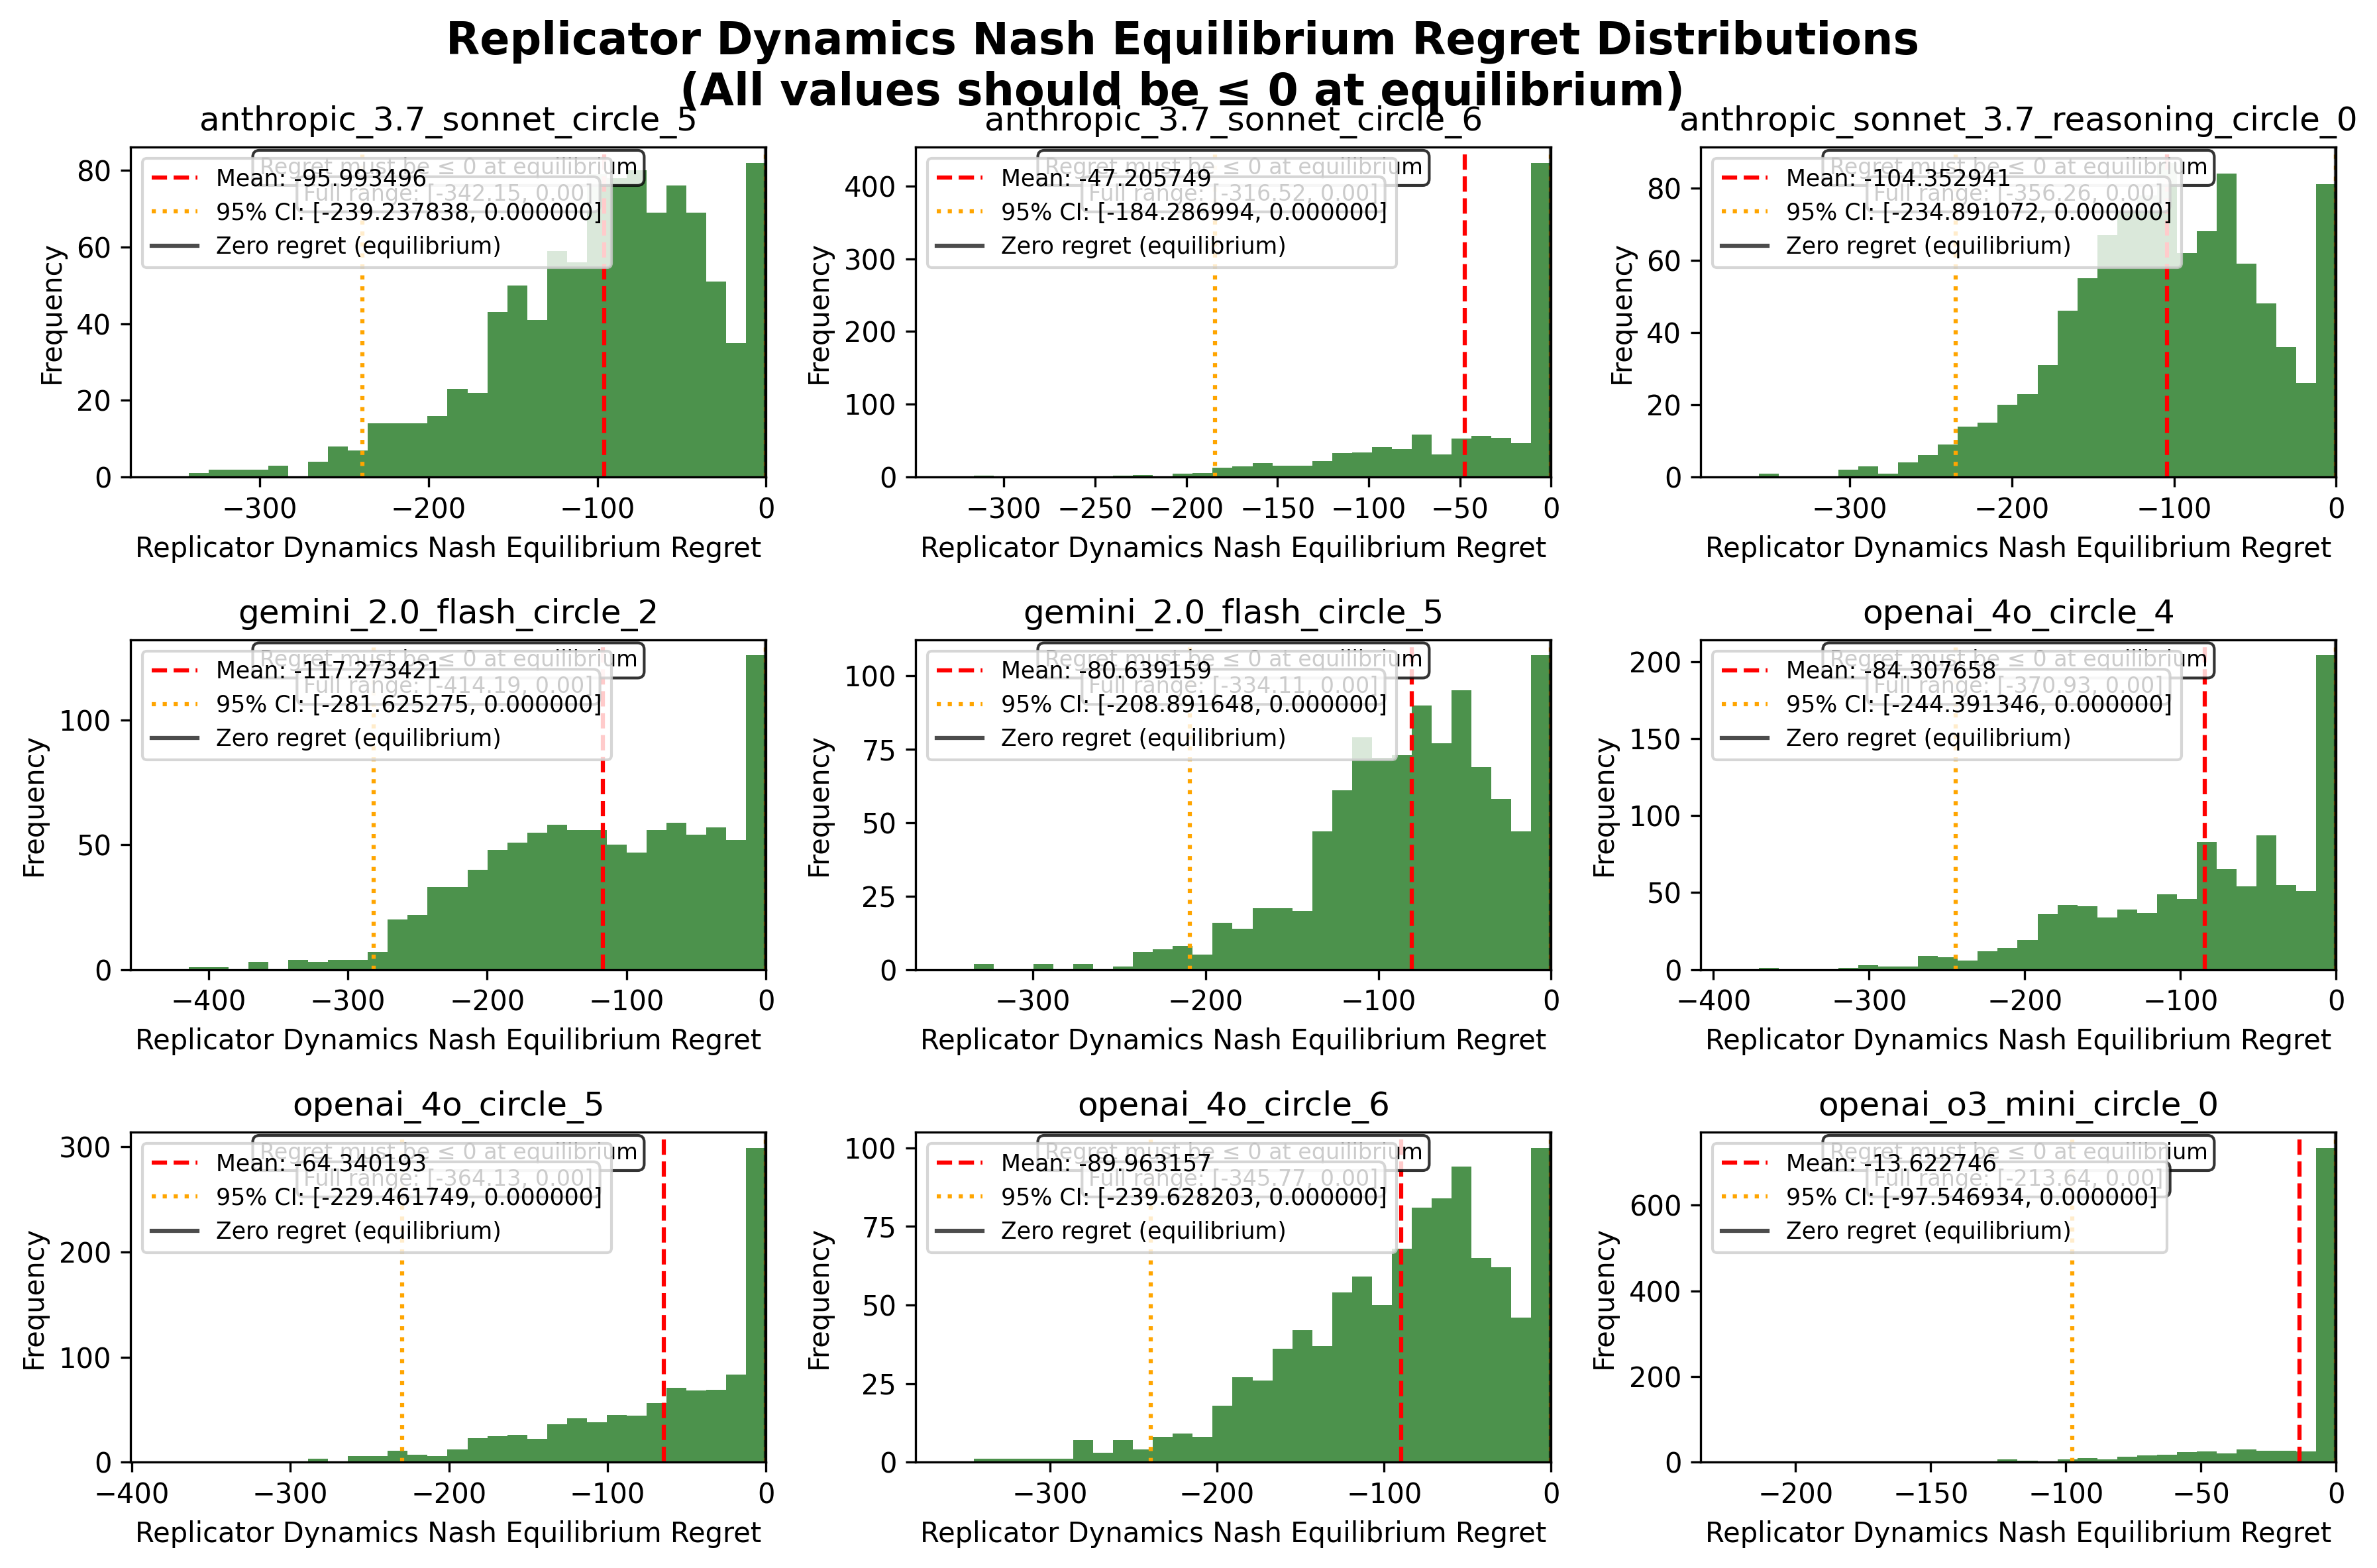 Replicator Dynamics Nash Equilibrium Regret Distributions
(All values should be ≤ 0 at equilibrium)
anthropic_3.7_sonnet_circle_5
Regret must be ≤ 0 at equilibrium
Full range: [-342.15, 0.00]
Mean: -95.993496
95% CI: [-239.237838, 0.000000]
Zero regret (equilibrium)
Frequency
80
60
40
20
0
−300 −200 −100 0
Replicator Dynamics Nash Equilibrium Regret
anthropic_3.7_sonnet_circle_6
Regret must be ≤ 0 at equilibrium
Full range: [-316.52, 0.00]
Mean: -47.205749
95% CI: [-184.286994, 0.000000]
Zero regret (equilibrium)
Frequency
400
300
200
100
0
−300 −250 −200 −150 −100 −50 0
Replicator Dynamics Nash Equilibrium Regret
anthropic_sonnet_3.7_reasoning_circle_0
Regret must be ≤ 0 at equilibrium
Full range: [-356.26, 0.00]
Mean: -104.352941
95% CI: [-234.891072, 0.000000]
Zero regret (equilibrium)
Frequency
80
60
40
20
0
−300 −200 −100 0
Replicator Dynamics Nash Equilibrium Regret
gemini_2.0_flash_circle_2
Regret must be ≤ 0 at equilibrium
Full range: [-414.19, 0.00]
Mean: -117.273421
95% CI: [-281.625275, 0.000000]
Zero regret (equilibrium)
Frequency
100
50
0
−400 −300 −200 −100 0
Replicator Dynamics Nash Equilibrium Regret
gemini_2.0_flash_circle_5
Regret must be ≤ 0 at equilibrium
Full range: [-334.11, 0.00]
Mean: -80.639159
95% CI: [-208.891648, 0.000000]
Zero regret (equilibrium)
Frequency
100
75
50
25
0
−300 −200 −100 0
Replicator Dynamics Nash Equilibrium Regret
openai_4o_circle_4
Regret must be ≤ 0 at equilibrium
Full range: [-370.93, 0.00]
Mean: -84.307658
95% CI: [-244.391346, 0.000000]
Zero regret (equilibrium)
Frequency
200
150
100
50
0
−400 −300 −200 −100 0
Replicator Dynamics Nash Equilibrium Regret
openai_4o_circle_5
Regret must be ≤ 0 at equilibrium
Full range: [-364.13, 0.00]
Mean: -64.340193
95% CI: [-229.461749, 0.000000]
Zero regret (equilibrium)
Frequency
300
200
100
0
−400 −300 −200 −100 0
Replicator Dynamics Nash Equilibrium Regret
openai_4o_circle_6
Regret must be ≤ 0 at equilibrium
Full range: [-345.77, 0.00]
Mean: -89.963157
95% CI: [-239.628203, 0.000000]
Zero regret (equilibrium)
Frequency
100
75
50
25
0
−300 −200 −100 0
Replicator Dynamics Nash Equilibrium Regret
openai_o3_mini_circle_0
Regret must be ≤ 0 at equilibrium
Full range: [-213.64, 0.00]
Mean: -13.622746
95% CI: [-97.546934, 0.000000]
Zero regret (equilibrium)
Frequency
600
400
200
0
−200 −150 −100 −50 0
Replicator Dynamics Nash Equilibrium Regret